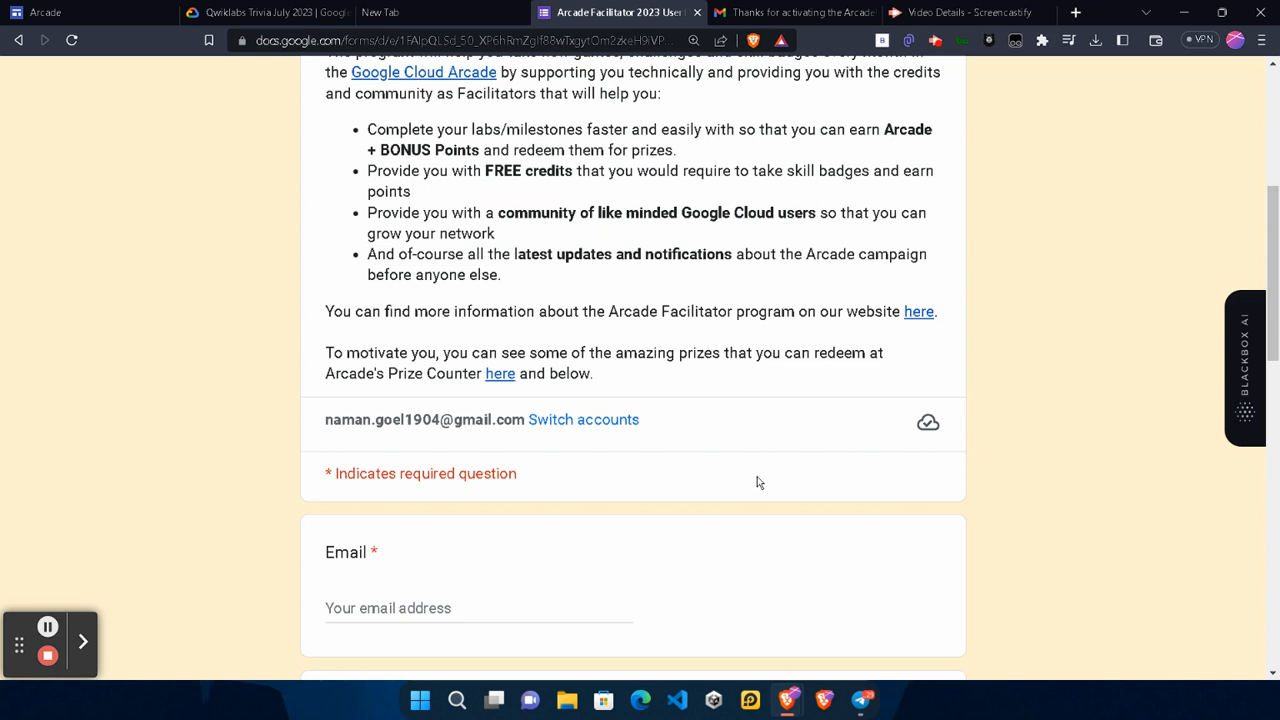 Arcade
Qwiklabs Trivia July 2023 | Google
New Tab
Arcade Facilitator 2023 User
Thanks for activating the Arcade
Video Details - Screencastify
VPN
the Google Cloud Arcade by supporting you technically and providing you with the credits
and community as Facilitators that will help you:
• Complete your labs/milestones faster and easily with so that you can earn Arcade
+ BONUS Points and redeem them for prizes.
• Provide you with FREE credits that you would require to take skill badges and earn
points
• Provide you with a community of like minded Google Cloud users so that you can
grow your network
• And of-course all the latest updates and notifications about the Arcade campaign
before anyone else.
You can find more information about the Arcade Facilitator program on our website here.
To motivate you, you can see some of the amazing prizes that you can redeem at
Arcade's Prize Counter here and below.
naman.goel1904@gmail.com Switch accounts
* Indicates required question
Email *
Your email address
BLACKBOX AI